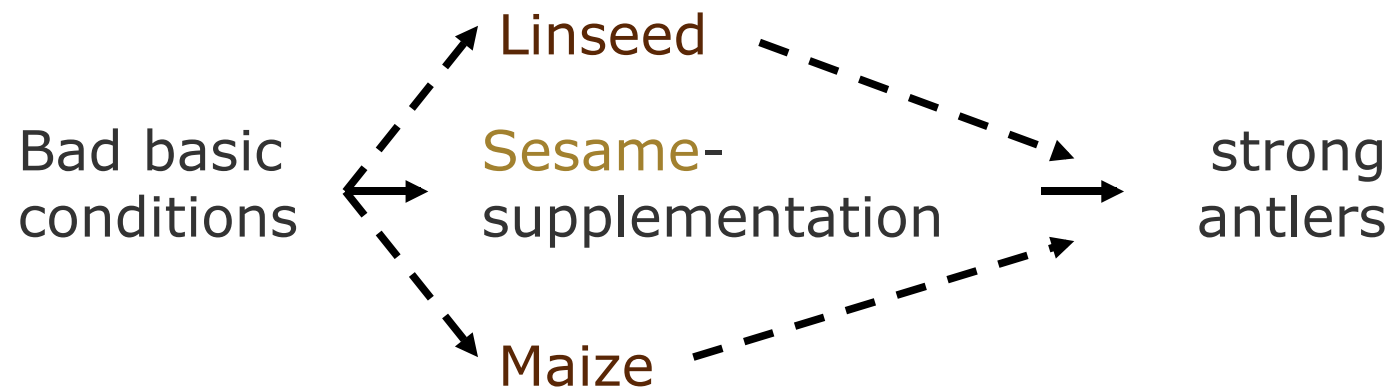 Linseed
Bad basic
conditions
Sesame-
supplementation
strong
antlers
Maize